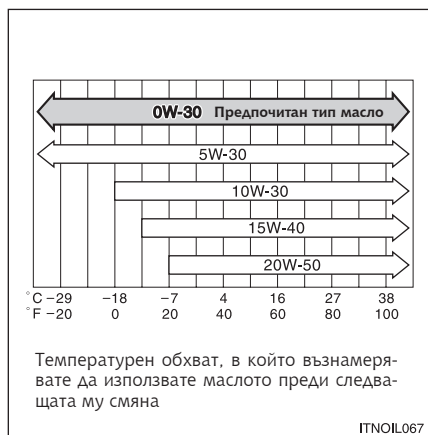 0W-30 Предпочитан тип масло
5W-30
10W-30
15W-40
20W-50
°C −29 −18 −7 4 16 27 38
°F −20 0 20 40 60 80 100
Температурен обхват, в който възнамеря-
вате да използвате маслото преди следва-
щата му смяна
ITNOIL067